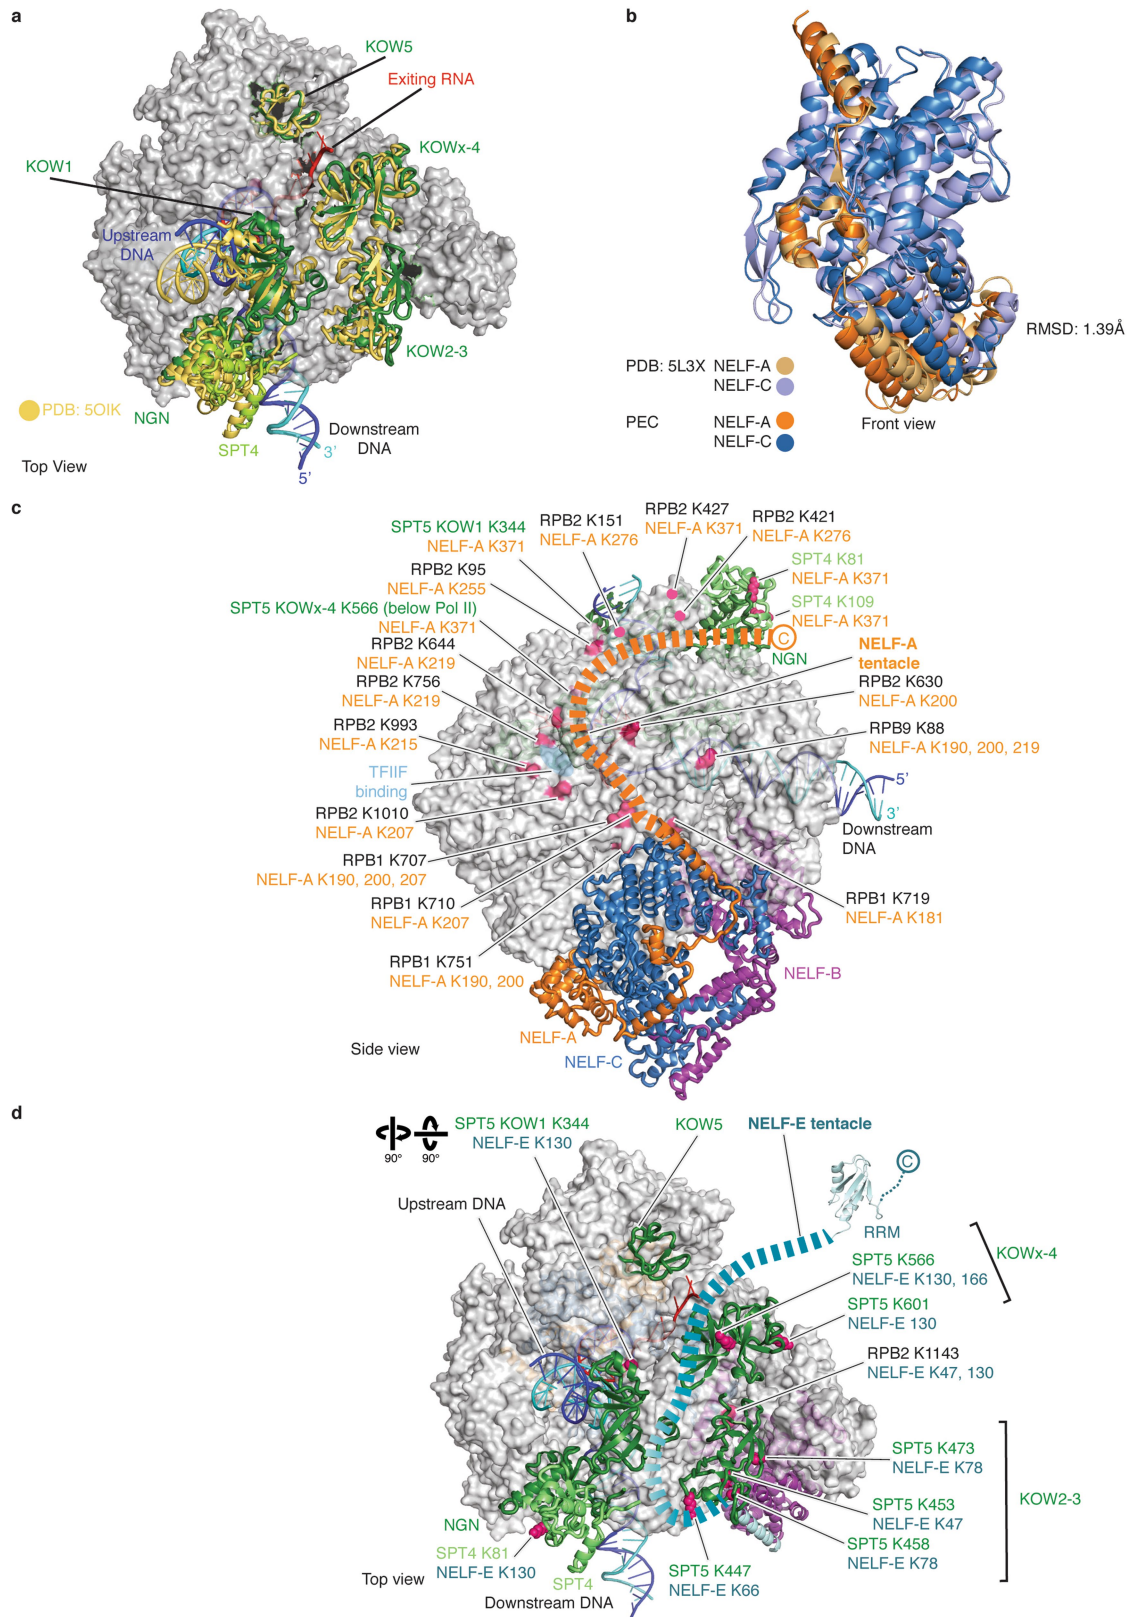 a
KOW5
Exiting RNA
KOW1
KOWx-4
Upstream
DNA
KOW2-3
PDB: 5OIK
NGN
SPT4
Downstream
DNA
3’
5’
Top View
b
RMSD: 1.39Å
PDB: 5L3X NELF-A
NELF-C
PEC NELF-A
NELF-C
Front view
c
SPT5 KOW1 K344
NELF-A K371
RPB2 K151
NELF-A K276
RPB2 K427
NELF-A K371
RPB2 K421
NELF-A K276
RPB2 K95
NELF-A K255
SPT4 K81
NELF-A K371
SPT4 K109
NELF-A K371
SPT5 KOWx-4 K566 (below Pol II)
NELF-A K371
C
NGN
NELF-A
tentacle
RPB2 K644
NELF-A K219
RPB2 K630
NELF-A K200
RPB2 K756
NELF-A K219
RPB9 K88
NELF-A K190, 200, 219
RPB2 K993
NELF-A K215
TFIIF
binding
5’
3’
Downstream
DNA
RPB2 K1010
NELF-A K207
RPB1 K707
NELF-A K190, 200, 207
RPB1 K710
NELF-A K207
RPB1 K719
NELF-A K181
RPB1 K751
NELF-A K190, 200
NELF-B
NELF-A
NELF-C
Side view
d
90°
90°
SPT5 KOW1 K344
NELF-E K130
KOW5
NELF-E tentacle
C
RRM
Upstream DNA
KOWx-4
SPT5 K566
NELF-E K130, 166
SPT5 K601
NELF-E 130
RPB2 K1143
NELF-E K47, 130
SPT5 K473
NELF-E K78
KOW2-3
SPT5 K453
NELF-E K47
SPT5 K458
NELF-E K78
NGN
SPT4 K81
NELF-E K130
SPT5 K447
NELF-E K66
SPT4
Top view
Downstream DNA